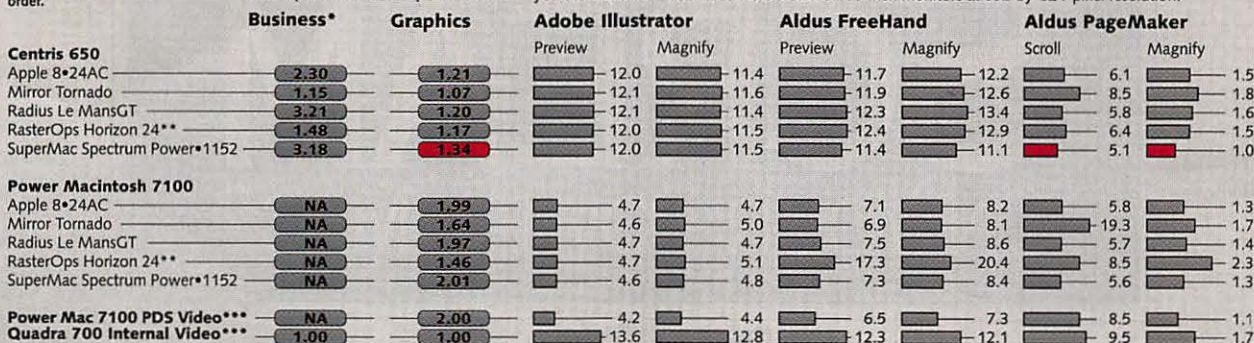 order.
Business* Graphics Adobe Illustrator Aldus FreeHand Aldus PageMaker
Centris 650 Preview Magnify Preview Magnify Scroll Magnify
Apple 8•24AC 2.30 1.21 12.0 11.4 11.7 12.2 6.1 1.5
Mirror Tornado 1.15 1.07 12.1 11.6 11.9 12.6 8.5 1.8
Radius Le MansGT 3.21 1.20 12.1 11.4 12.3 13.4 5.8 1.6
RasterOps Horizon 24** 1.48 1.17 12.0 11.5 12.4 12.9 6.4 1.5
SuperMac Spectrum Power•1152 3.18 1.34 12.0 11.5 11.4 11.1 5.1 1.0
Power Macintosh 7100
Apple 8•24AC NA 1.99 4.7 4.7 7.1 8.2 5.8 1.3
Mirror Tornado NA 1.64 4.6 5.0 6.9 8.1 19.3 1.7
Radius Le MansGT NA 1.97 4.7 4.7 7.5 8.6 5.7 1.4
RasterOps Horizon 24** NA 1.46 4.7 5.1 17.3 20.4 8.5 2.3
SuperMac Spectrum Power•1152 NA 2.01 4.6 4.8 7.3 8.4 5.6 1.3
Power Mac 7100 PDS Video*** NA 2.00 4.2 4.4 6.5 7.3 8.5 1.1
Quadra 700 Internal Video*** 1.00 1.00 13.6 12.8 12.3 12.1 9.5 1.7